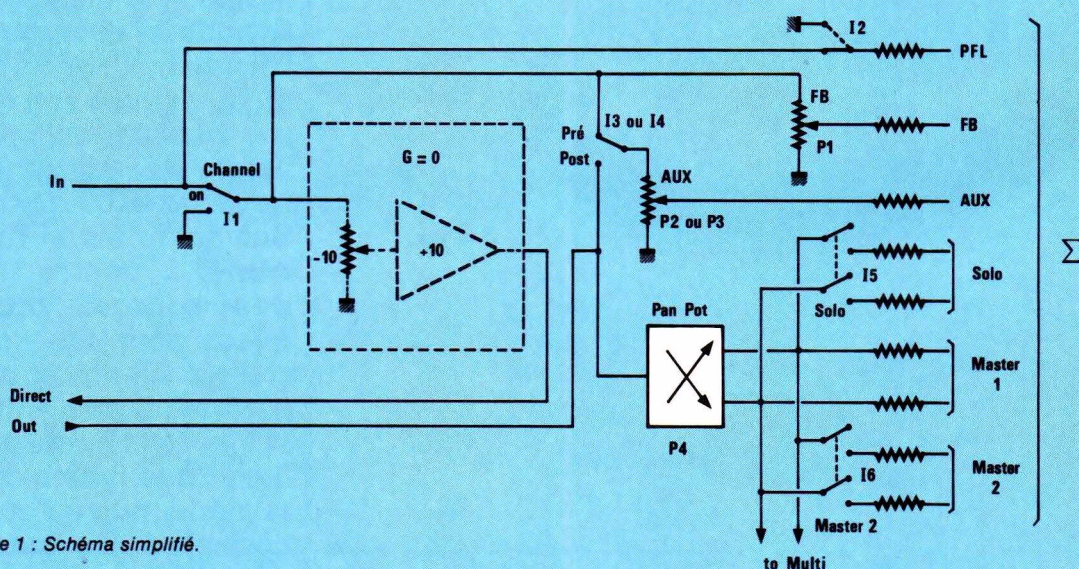 I2
PFL
FB
I3 ou I4
Pré
FB
P1
G = 0
Channel
Post
In
on
AUX
I1
AUX
P2 ou P3
-10
+10
I5
Solo
Pan Pot
Solo
Σ
Master
1
Direct
Out
P4
I6
Master
2
Master 2
e 1 : Schéma simplifié.
to Multi